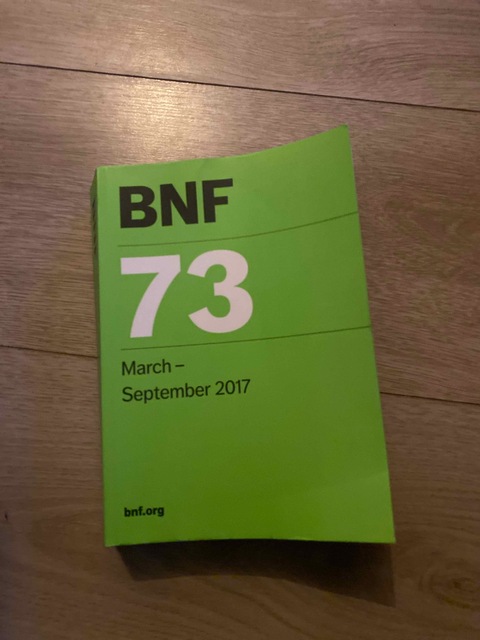 BNF
73
March –
September 2017
bnf.org